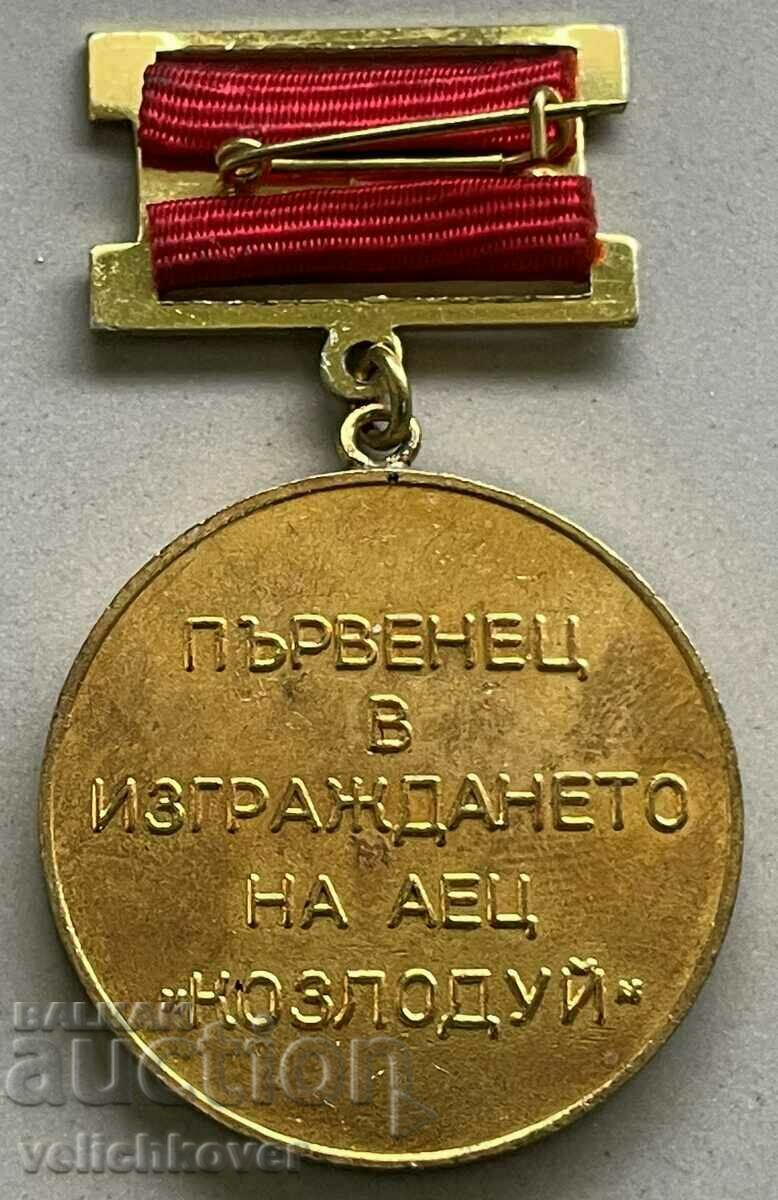 ПЪРВЕНЕЦ
В
ИЗГРАЖДАНЕТО
НА АЕЦ
"КОЗЛОДУЙ"
BALKAN
auction
velichkover